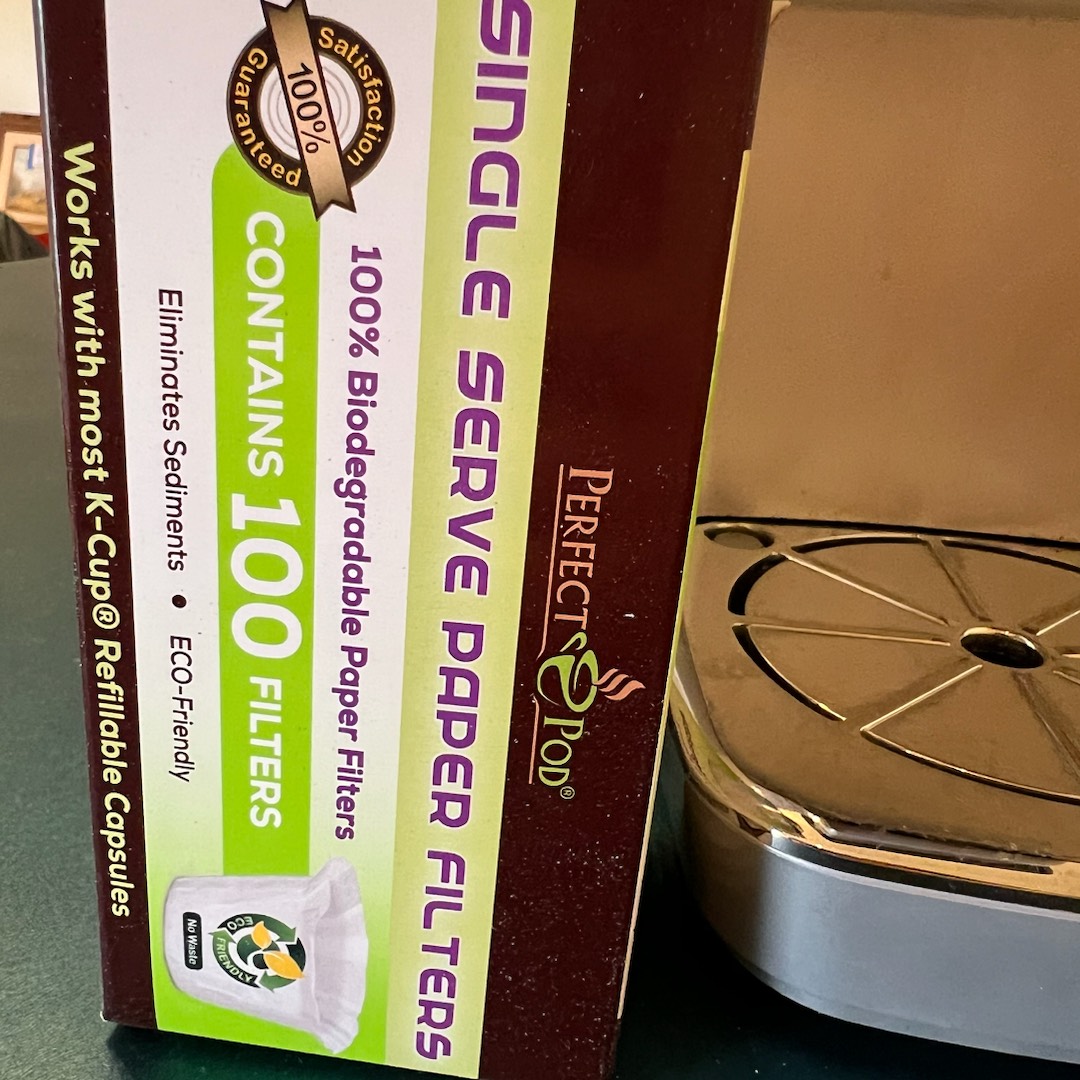 PERFECT POD®
SINGLE SERVE PAPER FILTERS
100% Biodegradable Paper Filters
Satisfaction
100%
Guaranteed
CONTAINS 100 FILTERS
Eliminates Sediments • ECO-Friendly
ECO
FRIENDLY
No Waste
Works with most K-Cup® Refillable Capsules